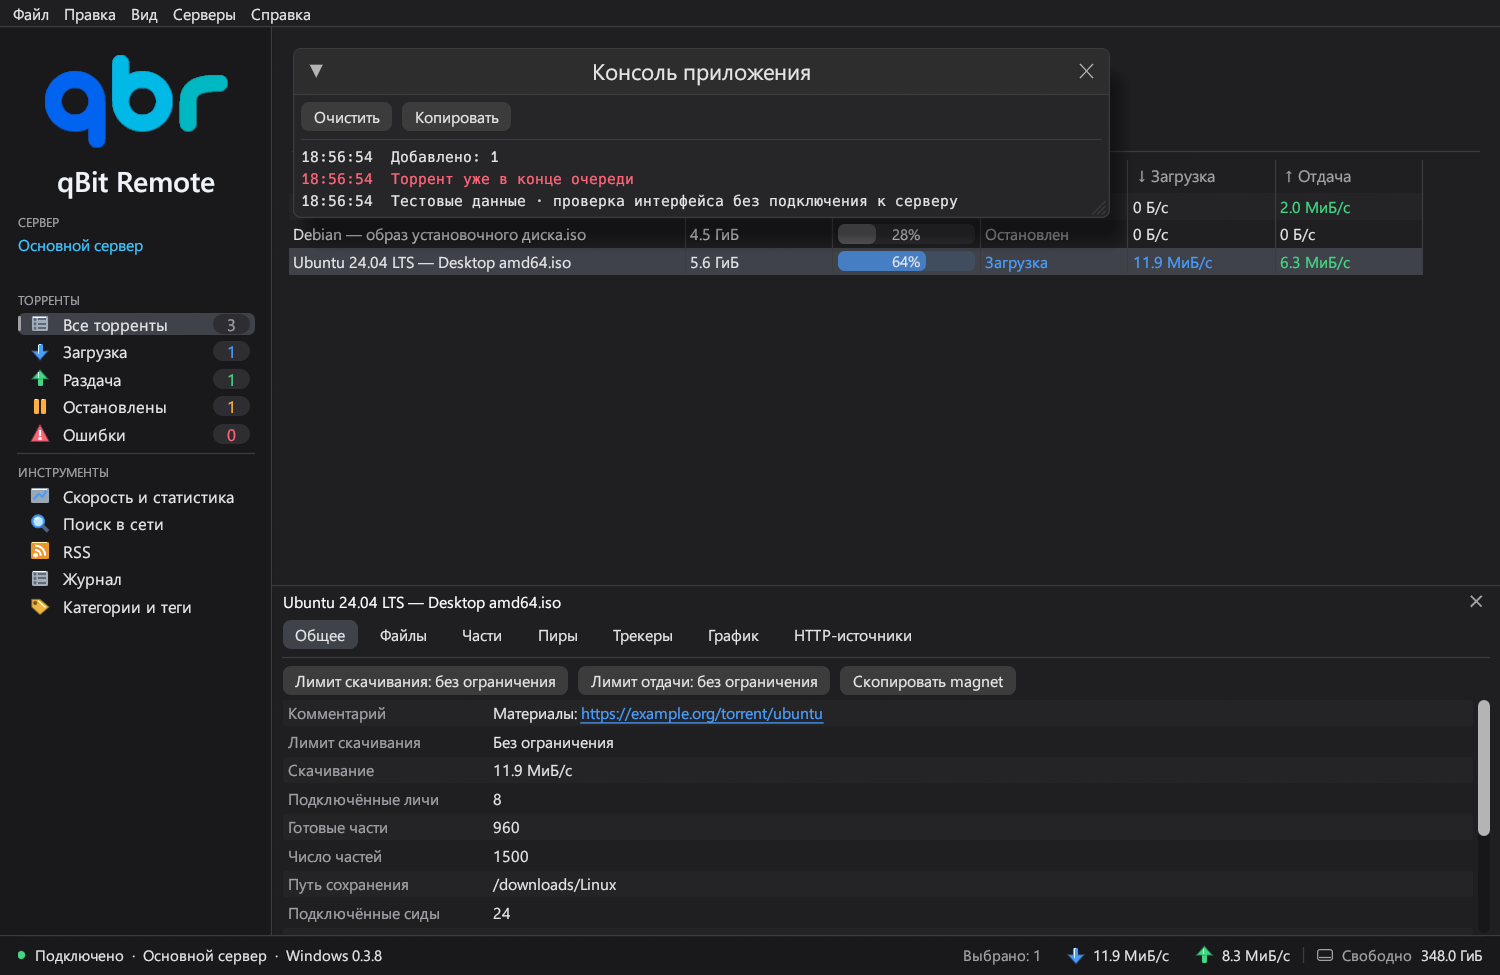 Файл Правка Вид Серверы Справка
qbr
qBit Remote
СЕРВЕР
Основной сервер
ТОРРЕНТЫ
Все торренты 3
Загрузка 1
Раздача 1
Остановлены 1
Ошибки 0
ИНСТРУМЕНТЫ
Скорость и статистика
Поиск в сети
RSS
Журнал
Категории и теги
▼ Консоль приложения
Очистить Копировать
18:56:54 Добавлено: 1
18:56:54 Торрент уже в конце очереди
18:56:54 Тестовые данные · проверка интерфейса без подключения к серверу
↓ Загрузка ↑ Отдача
0 Б/с 2.0 МиБ/с
Debian — образ установочного диска.iso 4.5 ГиБ 28% Остановлен 0 Б/с 0 Б/с
Ubuntu 24.04 LTS — Desktop amd64.iso 5.6 ГиБ 64% Загрузка 11.9 МиБ/с 6.3 МиБ/с
Ubuntu 24.04 LTS — Desktop amd64.iso
Общее Файлы Части Пиры Трекеры График HTTP-источники
Лимит скачивания: без ограничения Лимит отдачи: без ограничения Скопировать magnet
Комментарий Материалы: https://example.org/torrent/ubuntu
Лимит скачивания Без ограничения
Скачивание 11.9 МиБ/с
Подключённые личи 8
Готовые части 960
Число частей 1500
Путь сохранения /downloads/Linux
Подключённые сиды 24
Подключено · Основной сервер · Windows 0.3.8 Выбрано: 1 11.9 МиБ/с 8.3 МиБ/с Свободно 348.0 ГиБ